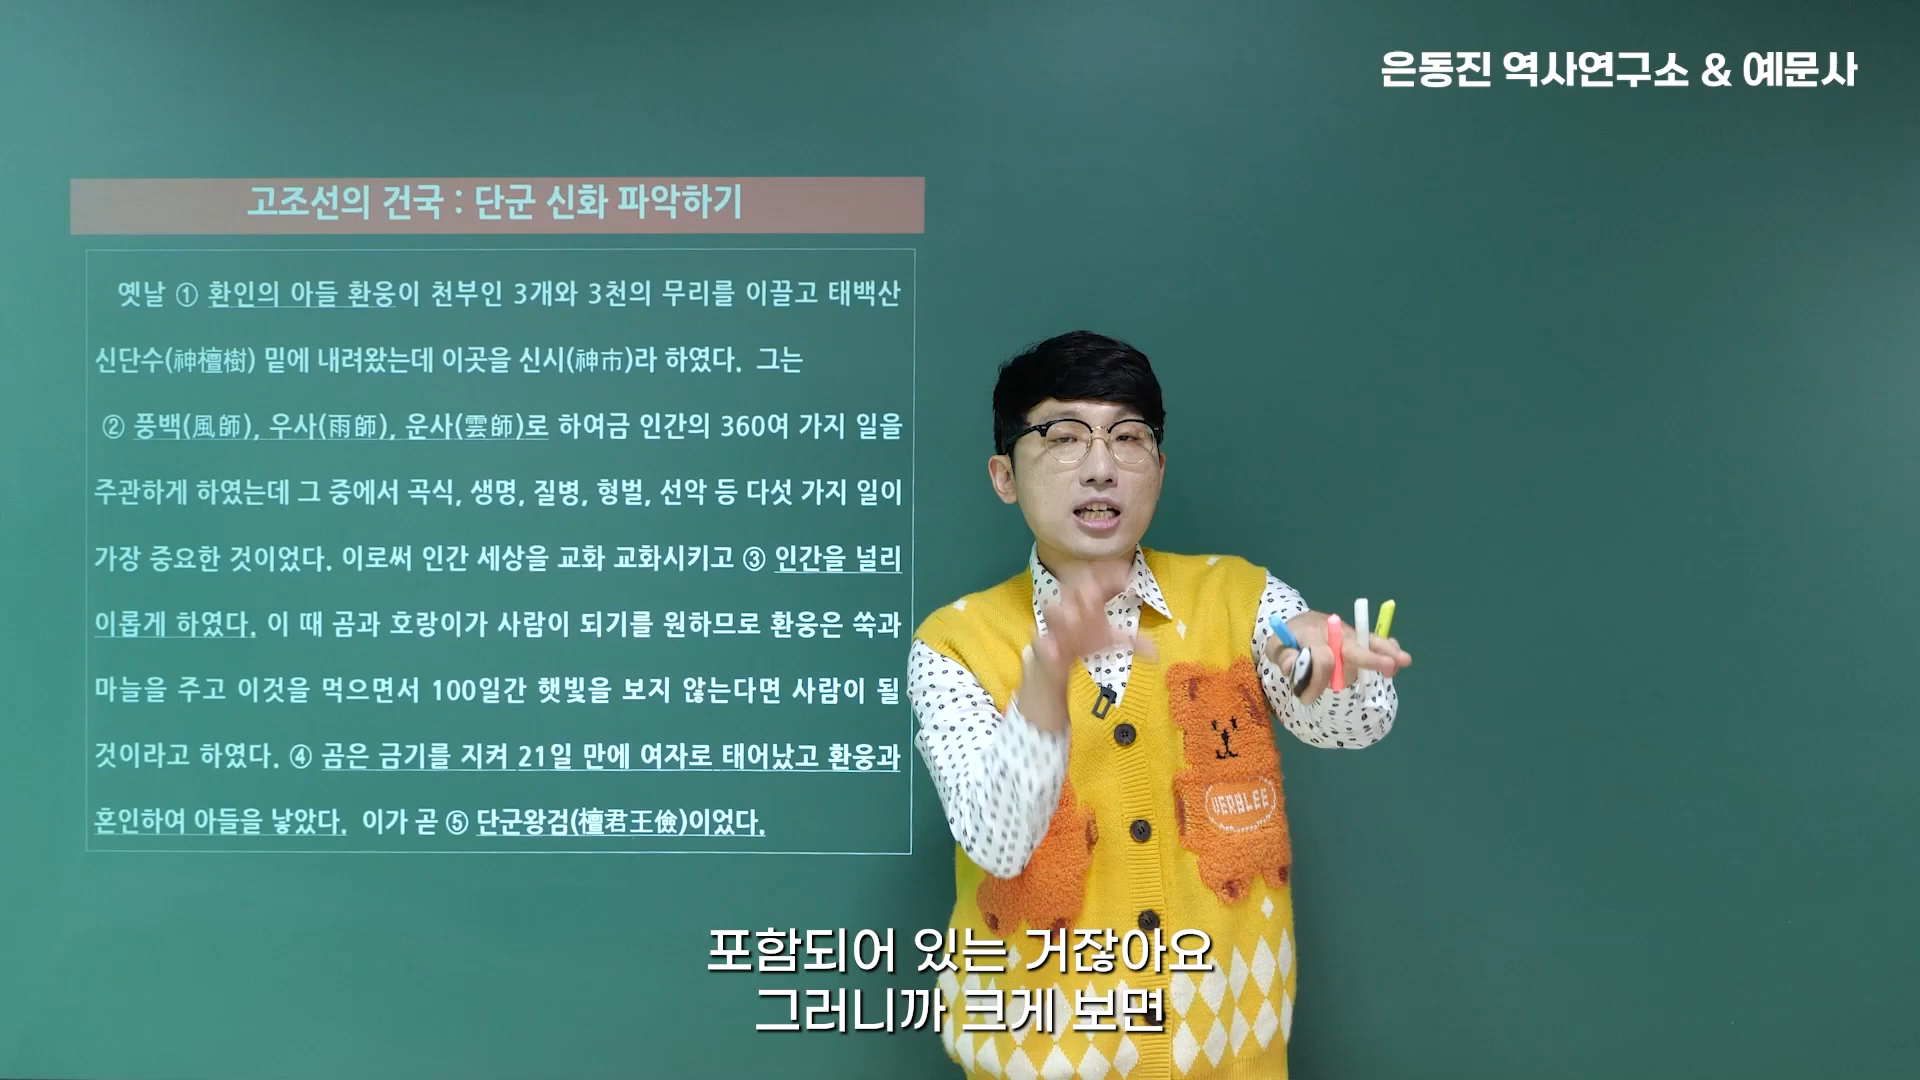 은동진 역사연구소 & 예문사
고조선의 건국 : 단군 신화 파악하기
옛날 ① 환인의 아들 환웅이 천부인 3개와 3천의 무리를 이끌고 태백산
신단수(神檀樹) 밑에 내려왔는데 이곳을 신시(神市)라 하였다. 그는
② 풍백(風師), 우사(雨師), 운사(雲師)로 하여금 인간의 360여 가지 일을
주관하게 하였는데 그 중에서 곡식, 생명, 질병, 형벌, 선악 등 다섯 가지 일이
가장 중요한 것이었다. 이로써 인간 세상을 교화 교화시키고 ③ 인간을 널리
이롭게 하였다. 이 때 곰과 호랑이가 사람이 되기를 원하므로 환웅은 쑥과
마늘을 주고 이것을 먹으면서 100일간 햇빛을 보지 않는다면 사람이 될
것이라고 하였다. ④ 곰은 금기를 지켜 21일 만에 여자로 태어났고 환웅과
혼인하여 아들을 낳았다. 이가 곧 ⑤ 단군왕검(檀君王儉)이었다.
VERBLEE
포함되어 있는 거잖아요
그러니까 크게 보면